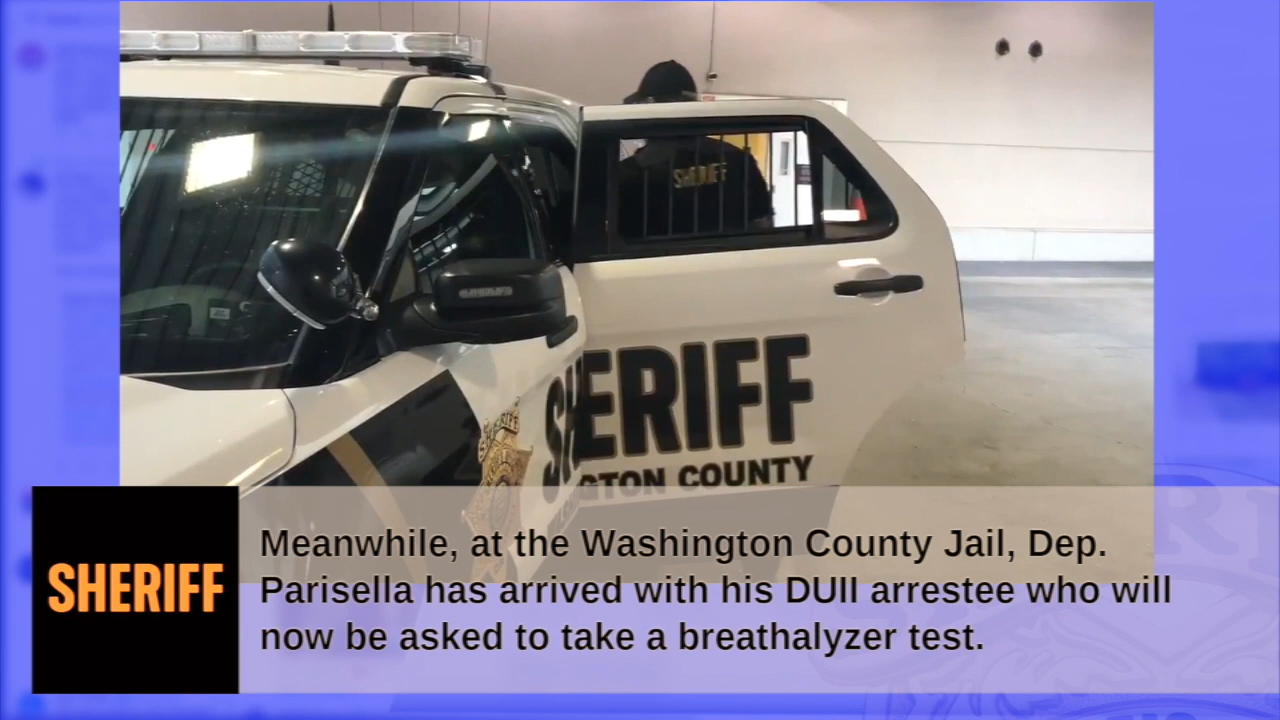 SHERIFF
SHERIFF
SHERIFF
GTON COUNTY
SHERIFF
Meanwhile, at the Washington County Jail, Dep.
Parisella has arrived with his DUII arrestee who will
now be asked to take a breathalyzer test.